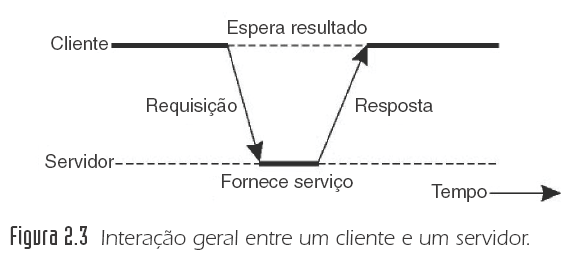 Espera resultado
Cliente
Requisição
Resposta
Servidor
Fornece serviço
Tempo
Figura 2.3 Interação geral entre um cliente e um servidor.